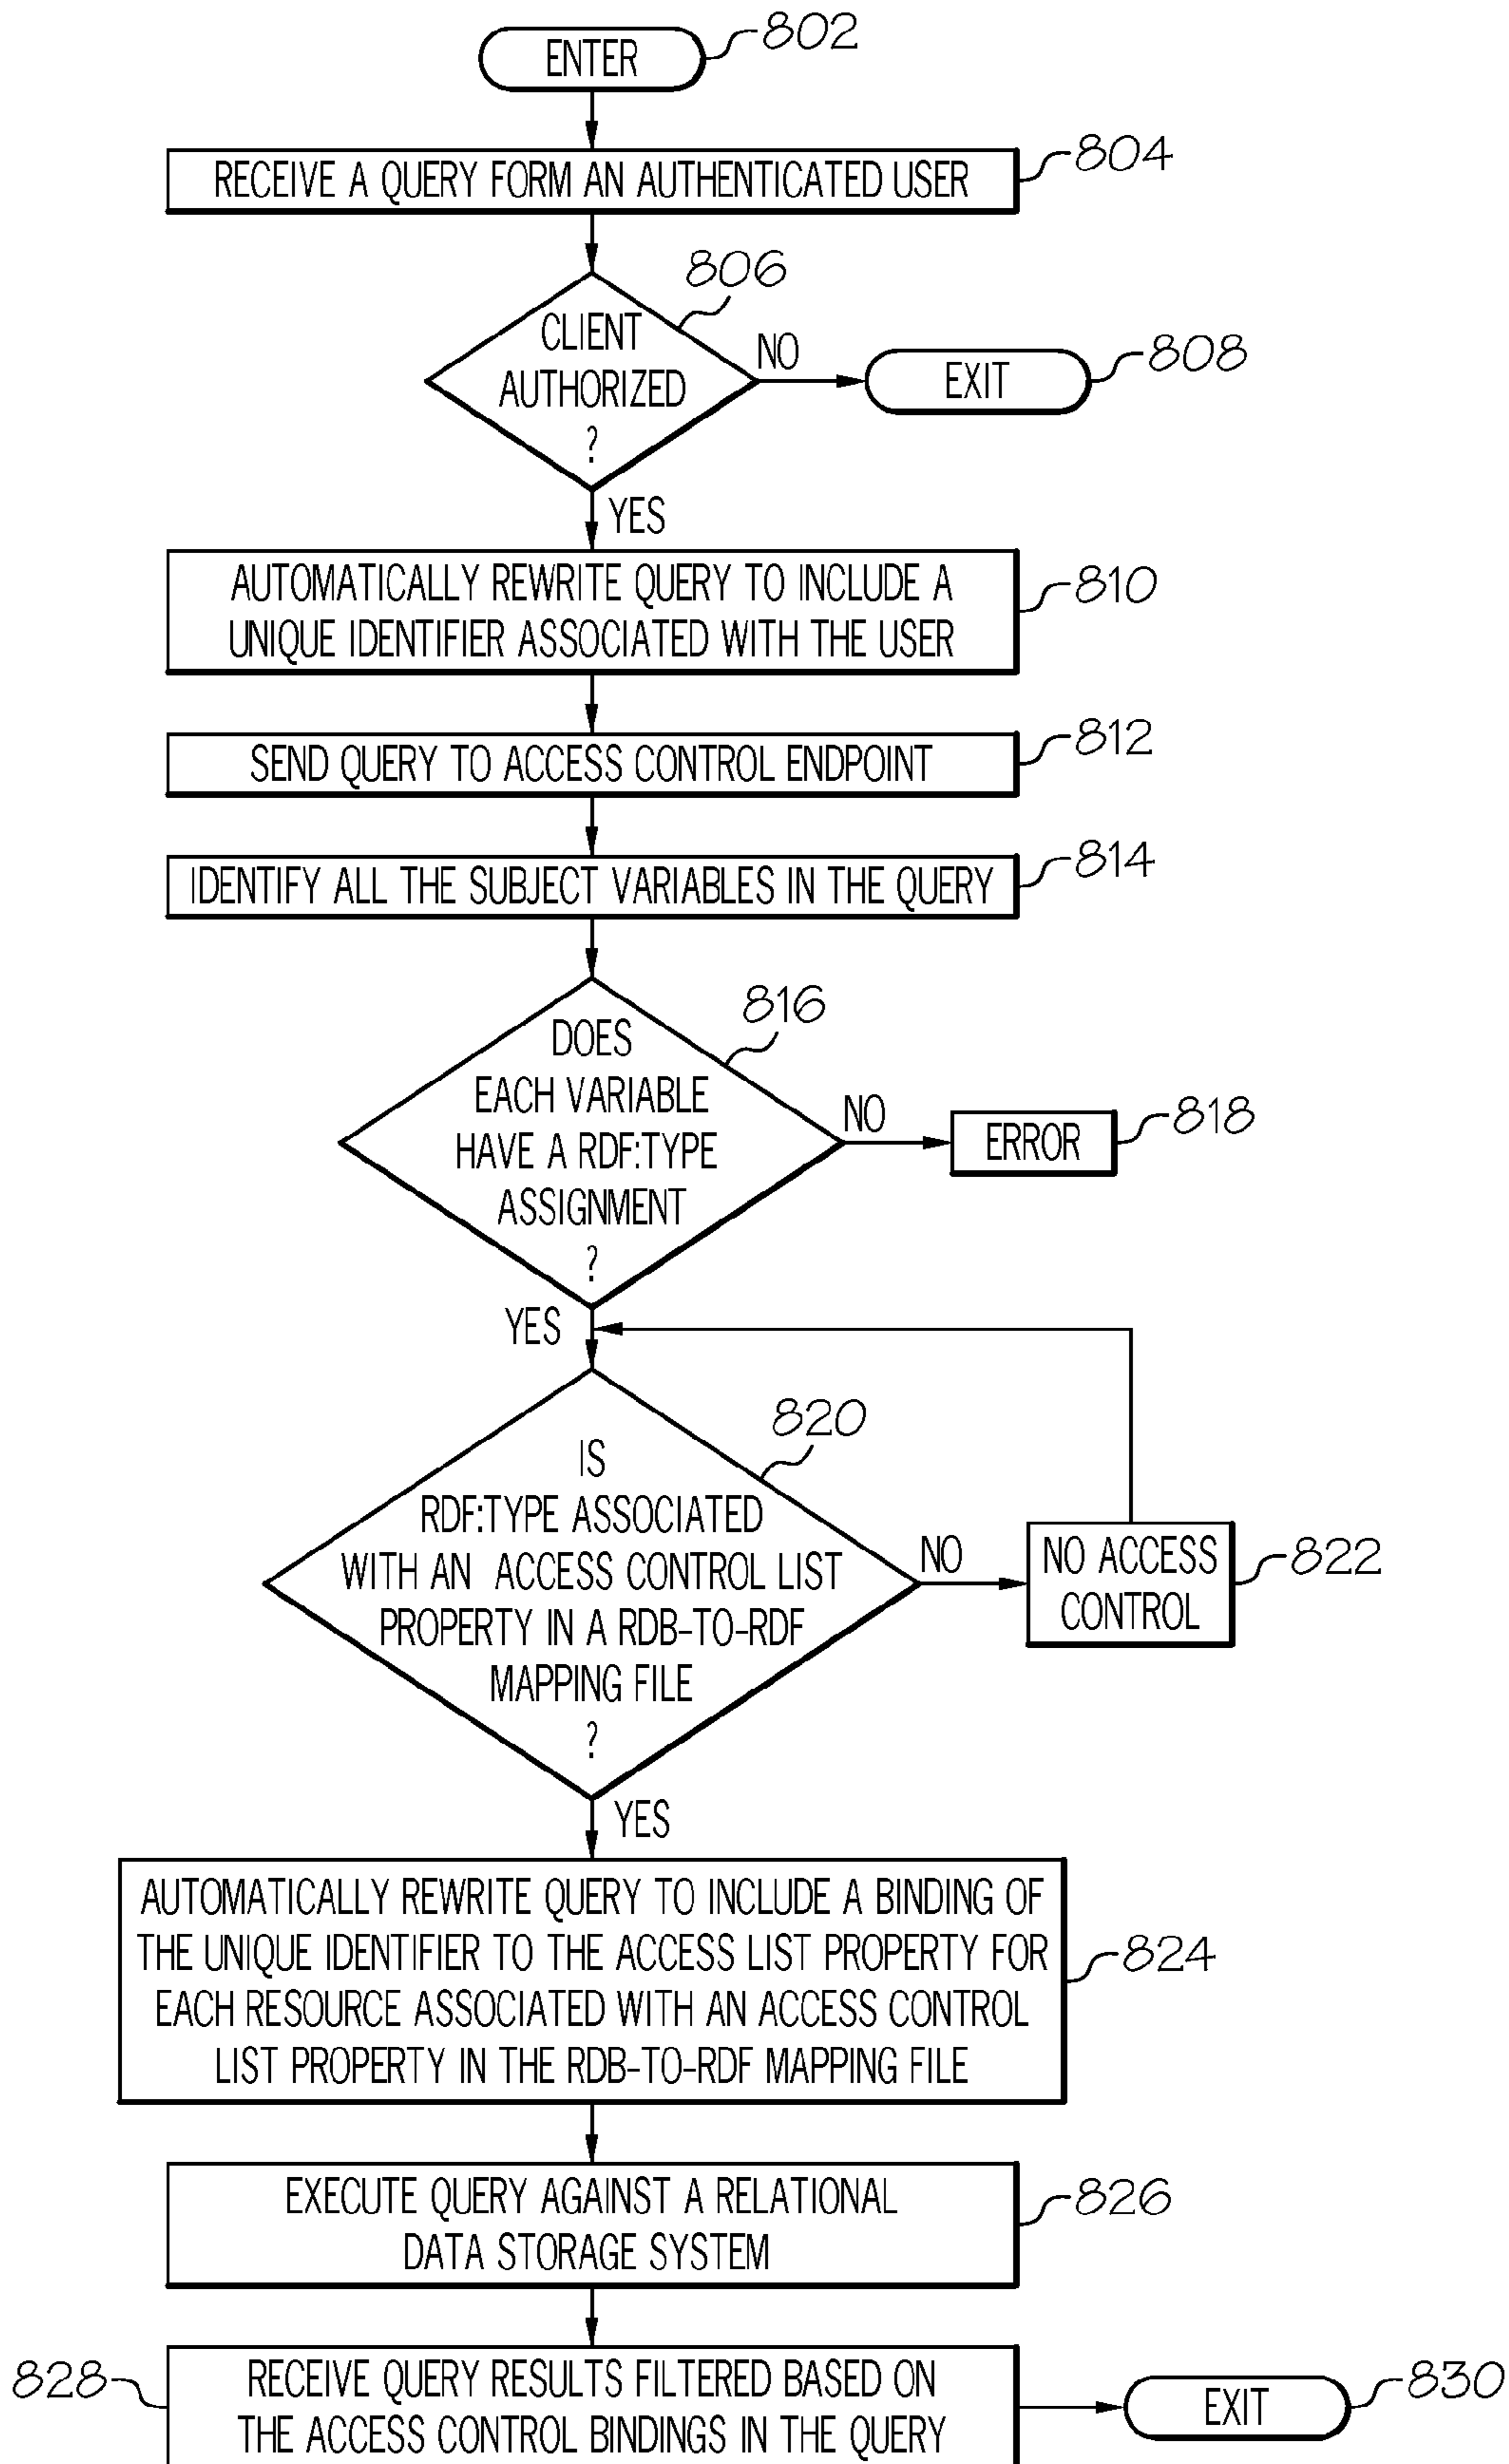 ENTER
802
RECEIVE A QUERY FORM AN AUTHENTICATED USER
804
806
CLIENT
AUTHORIZED
?
NO
EXIT
808
YES
AUTOMATICALLY REWRITE QUERY TO INCLUDE A
UNIQUE IDENTIFIER ASSOCIATED WITH THE USER
810
SEND QUERY TO ACCESS CONTROL ENDPOINT
812
IDENTIFY ALL THE SUBJECT VARIABLES IN THE QUERY
814
816
DOES
EACH VARIABLE
HAVE A RDF:TYPE
ASSIGNMENT
?
NO
ERROR
818
YES
820
IS
RDF:TYPE ASSOCIATED
WITH AN ACCESS CONTROL LIST
PROPERTY IN A RDB-TO-RDF
MAPPING FILE
?
NO
NO ACCESS
CONTROL
822
YES
AUTOMATICALLY REWRITE QUERY TO INCLUDE A BINDING OF
THE UNIQUE IDENTIFIER TO THE ACCESS LIST PROPERTY FOR
EACH RESOURCE ASSOCIATED WITH AN ACCESS CONTROL
LIST PROPERTY IN THE RDB-TO-RDF MAPPING FILE
824
EXECUTE QUERY AGAINST A RELATIONAL
DATA STORAGE SYSTEM
826
828
RECEIVE QUERY RESULTS FILTERED BASED ON
THE ACCESS CONTROL BINDINGS IN THE QUERY
EXIT
830